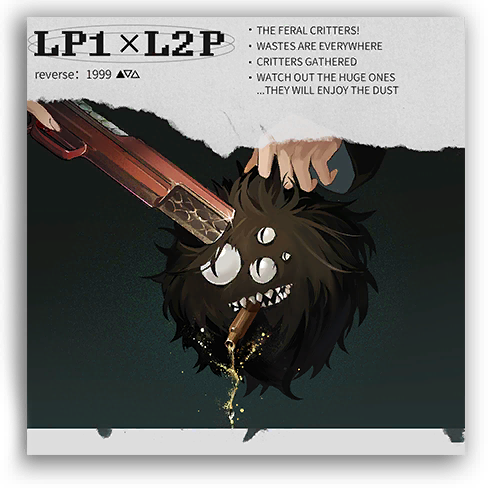 LP1×L2P
reverse: 1999
• THE FERAL CRITTERS!
• WASTES ARE EVERYWHERE
• CRITTERS GATHERED
• WATCH OUT THE HUGE ONES
...THEY WILL ENJOY THE DUST